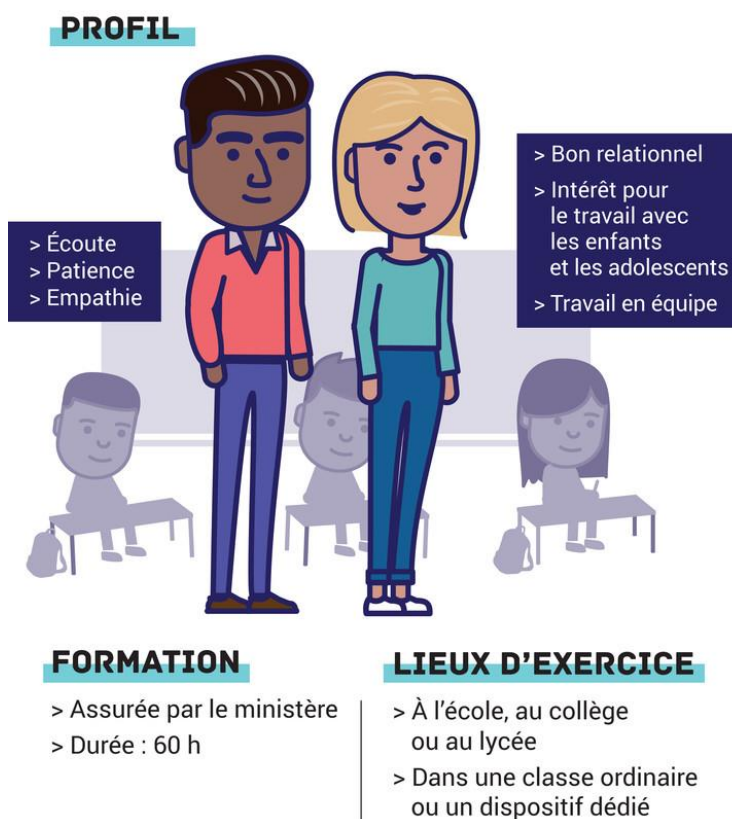 PROFIL
> Écoute
> Patience
> Empathie
> Bon relationnel
> Intérêt pour
le travail avec
les enfants
et les adolescents
> Travail en équipe
FORMATION
> Assurée par le ministère
> Durée : 60 h
LIEUX D’EXERCICE
> À l’école, au collège
ou au lycée
> Dans une classe ordinaire
ou un dispositif dédié